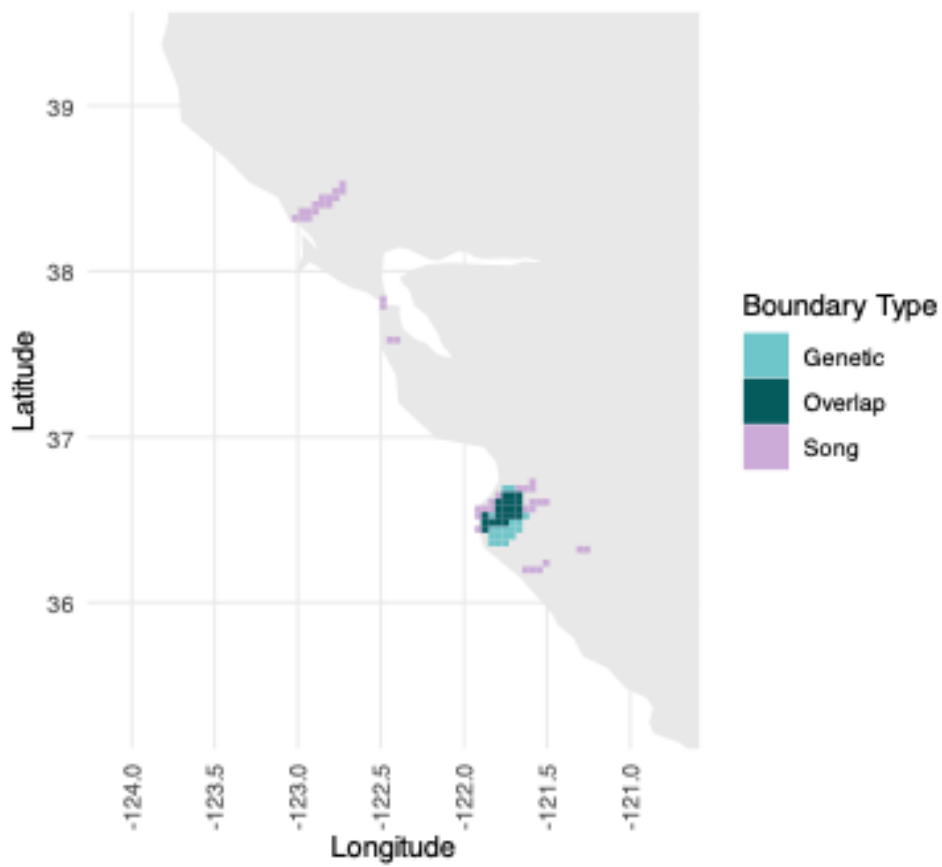 39
38
37
36
Latitude
-124.0
-123.5
-123.0
-122.5
-122.0
-121.5
-121.0
Longitude
Boundary Type
Genetic
Overlap
Song